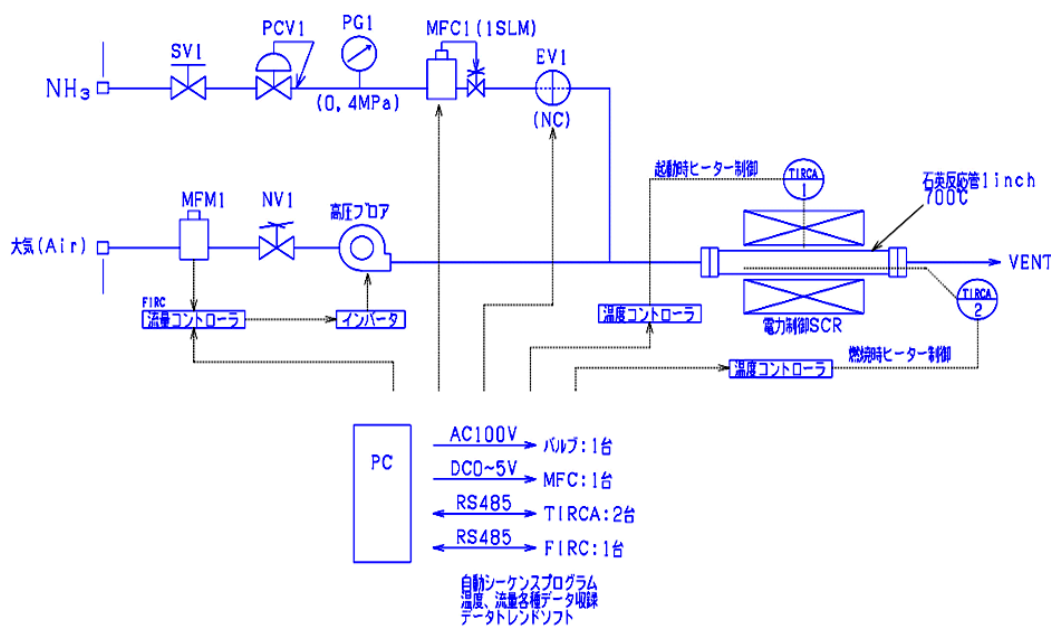 SV1
PCV1
PG1
MFC1(1SLM)
EV1
NH₃
(0,4MPa)
(NC)
起動時ヒーター制御
TIRCA
1
石英反応管1inch
700℃
MFM1
NV1
高圧ブロア
大気(Air)
VENT
FIRC
流量コントローラ
インバータ
温度コントローラ
電力制御SCR
TIRCA
2
燃焼時ヒーター制御
温度コントローラ
PC
AC100V
バルブ:1台
DC0~5V
MFC:1台
RS485
TIRCA:2台
RS485
FIRC:1台
自動シーケンスプログラム
温度、流量各種データ収録
データトレンドソフト